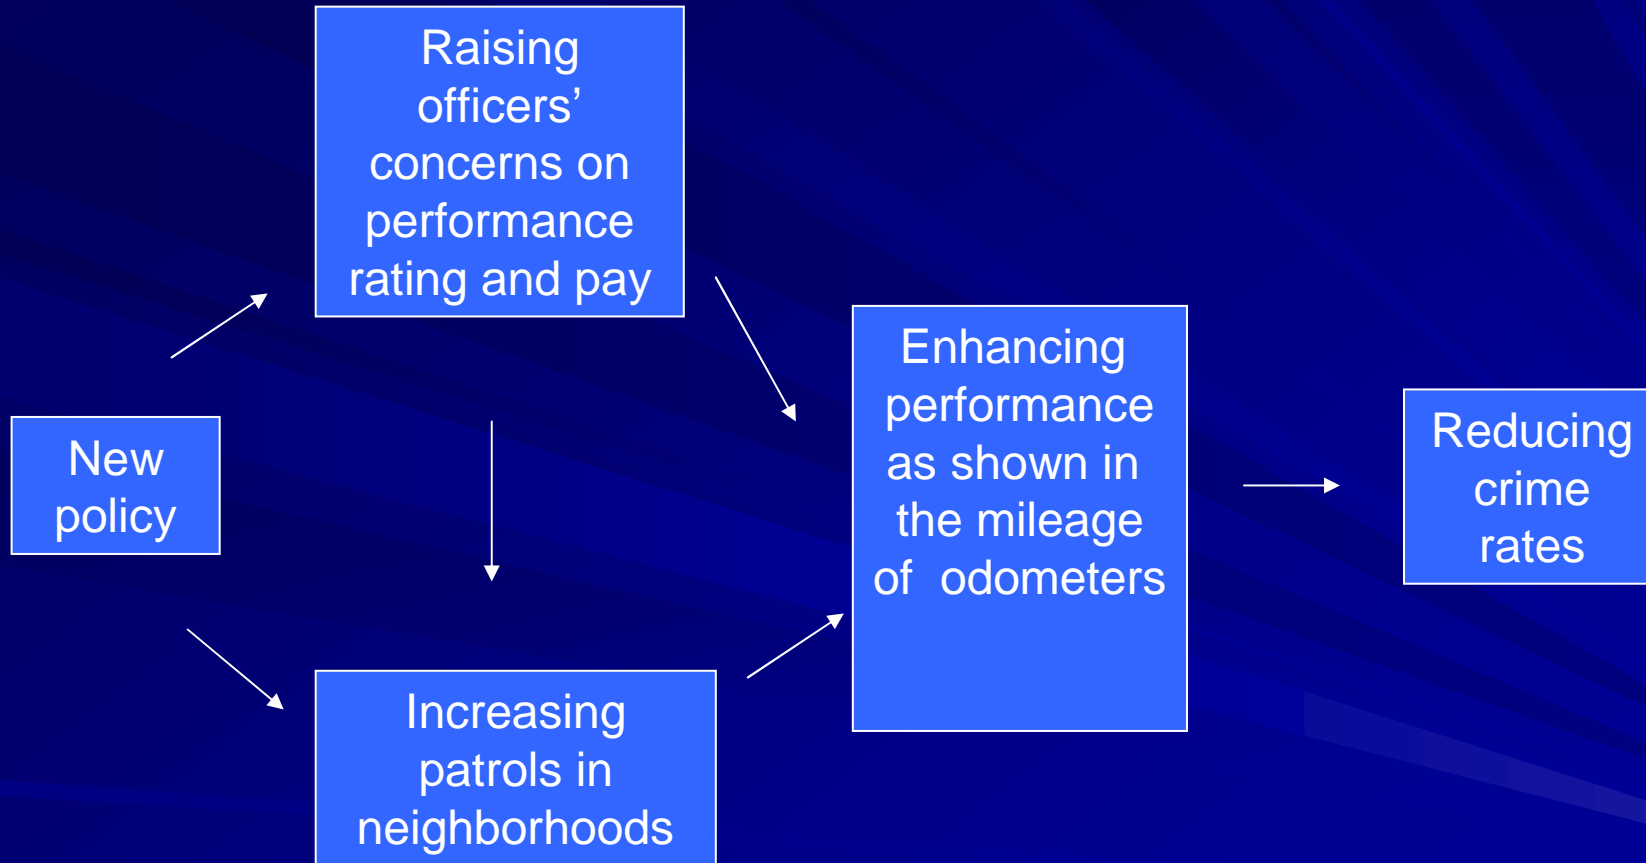 Raising
officers’
concerns on
performance
rating and pay
New
policy
Enhancing
performance
as shown in
the mileage
of odometers
Reducing
crime
rates
Increasing
patrols in
neighborhoods